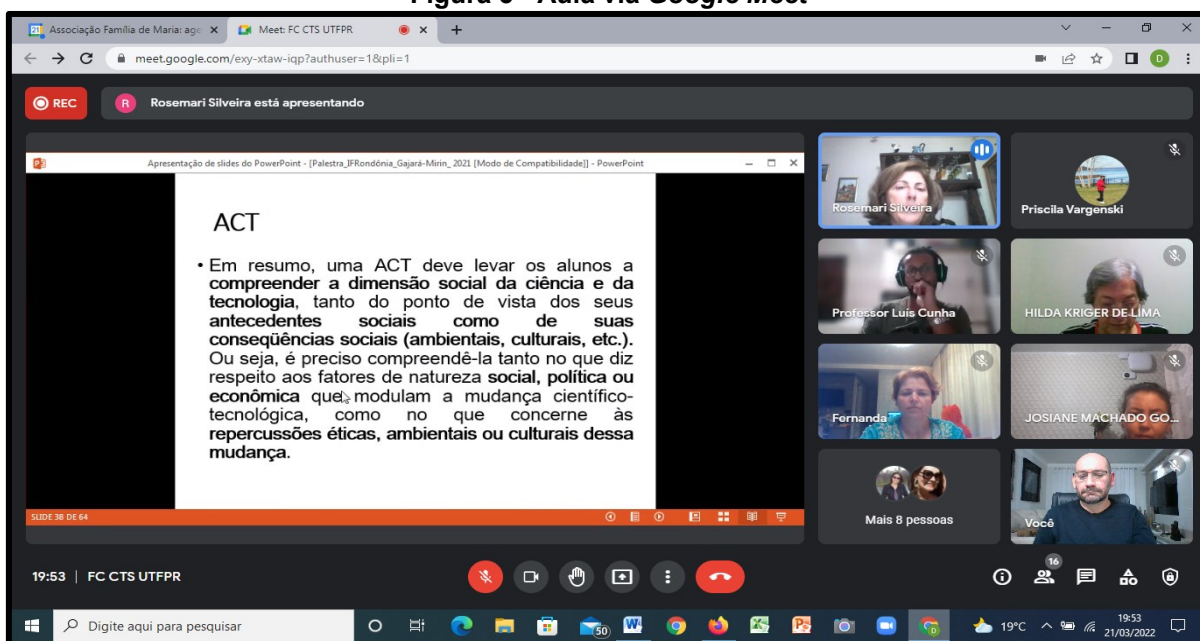 Associação Família de Maria: age
Meet: FC CTS UTFPR
meet.google.com/exy-xtaw-iqp?authuser=1&pli=1
D
REC
R
Rosemari Silveira está apresentando
Apresentação de slides do PowerPoint - [Palestra_IFRondónia_Gajará-Mirin_ 2021 [Modo de Compatibilidade]] - PowerPoint
ACT
• Em resumo, uma ACT deve levar os alunos a
compreender a dimensão social da ciência e da
tecnologia, tanto do ponto de vista dos seus
antecedentes sociais como de suas
conseqüências sociais (ambientais, culturais, etc.).
Ou seja, é preciso compreendê-la tanto no que diz
respeito aos fatores de natureza social, política ou
econômica que modulam a mudança científico-
tecnológica, como no que concerne às
repercussões éticas, ambientais ou culturais dessa
mudança.
SLIDE 38 DE 64
Rosemari Silveira
Priscila Vargenski
Professor Luís Cunha
HILDA KRIGER DE LIMA
Fernanda
JOSIANE MACHADO GO...
Mais 8 pessoas
Você
19:53 | FC CTS UTFPR
16
Digite aqui para pesquisar
50
19°C
19:53
21/03/2022